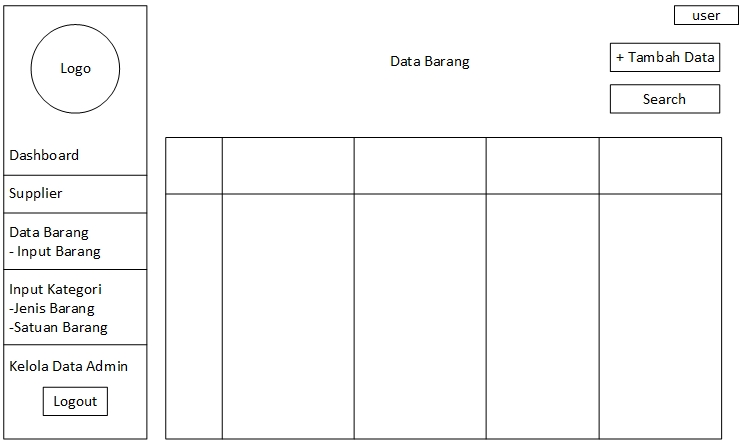 user
Logo
Data Barang
+ Tambah Data
Search
Dashboard
Supplier
Data Barang
- Input Barang
Input Kategori
-Jenis Barang
-Satuan Barang
Kelola Data Admin
Logout